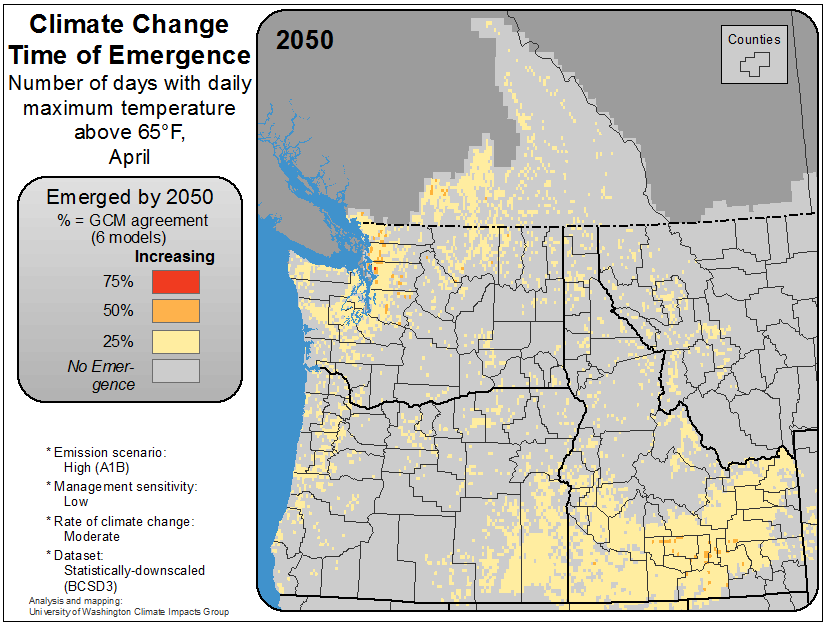 Climate Change
Time of Emergence
Number of days with daily
maximum temperature
above 65°F,
April
2050
Counties
Emerged by 2050
% = GCM agreement
(6 models)
Increasing
75%
50%
25%
No Emer-
gence
* Emission scenario:
High (A1B)
* Management sensitivity:
Low
* Rate of climate change:
Moderate
* Dataset:
Statistically-downscaled
(BCSD3)
Analysis and mapping:
University of Washington Climate Impacts Group